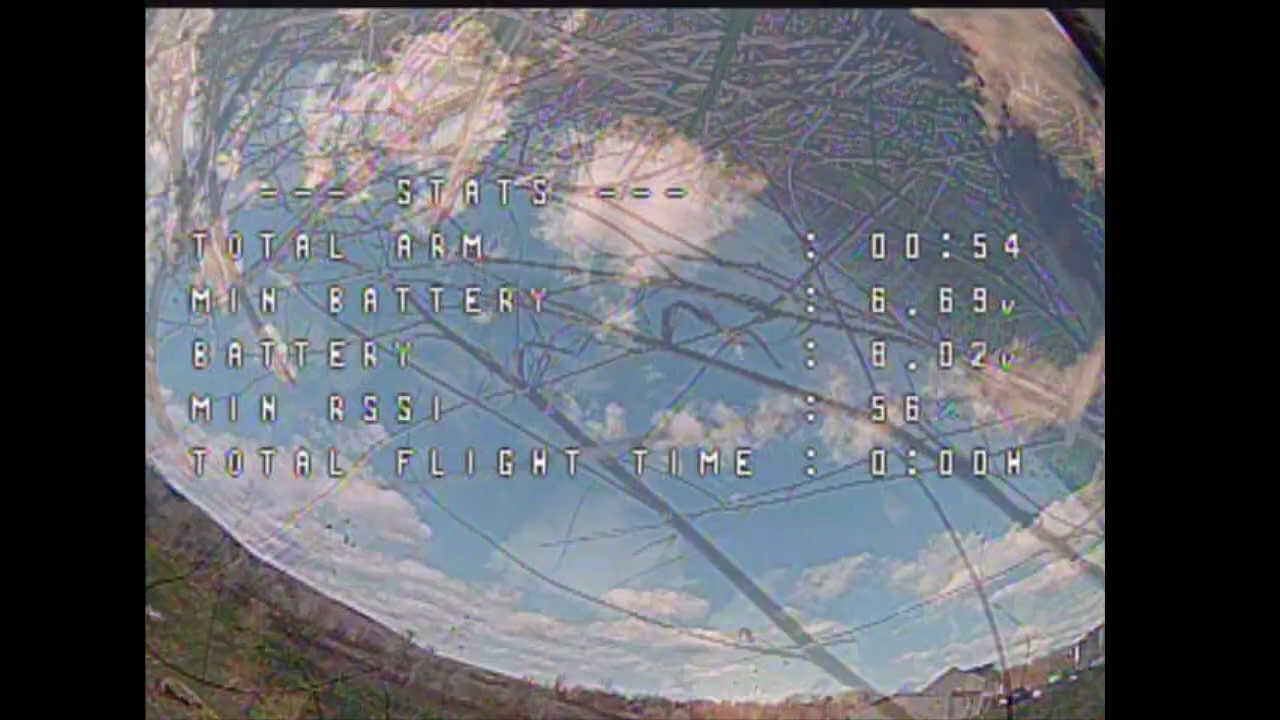 --- STATS ---
TOTAL ARM : 00:54
MIN BATTERY : 6.69V
BATTERY : 8.02V
MIN RSSI : 56
TOTAL FLIGHT TIME : 0:00H